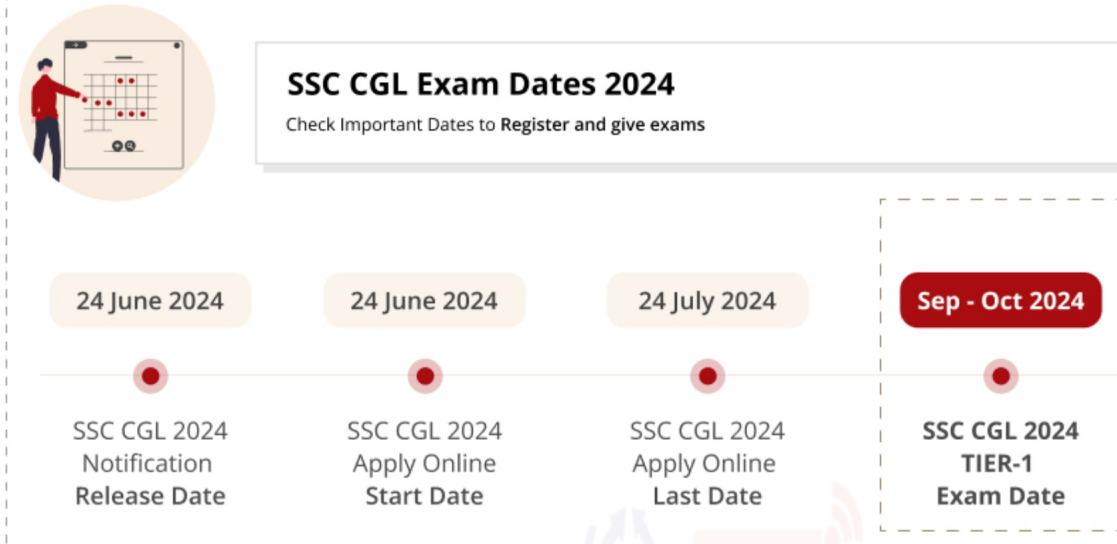 SSC CGL Exam Dates 2024
Check Important Dates to Register and give exams
24 June 2024
24 June 2024
24 July 2024
Sep - Oct 2024
SSC CGL 2024
Notification
Release Date
SSC CGL 2024
Apply Online
Start Date
SSC CGL 2024
Apply Online
Last Date
SSC CGL 2024
TIER-1
Exam Date